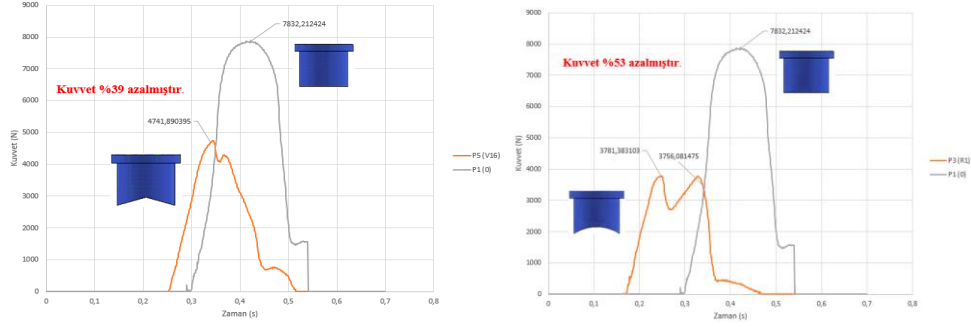 9000
8000
7000
6000
5000
4000
3000
2000
1000
0
Kuvvet (N)
7832,212424
Kuvvet %39 azalmıştır.
4741,890395
P5 (V16)
P1 (0)
0 0,1 0,2 0,3 0,4 0,5 0,6 0,7 0,8
Zaman (s)
9000
8000
7000
6000
5000
4000
3000
2000
1000
0
Kuvvet (N)
7832,212424
Kuvvet %53 azalmıştır.
3781,383103
3756,081475
P3 (R1)
P1 (0)
0 0,1 0,2 0,3 0,4 0,5 0,6 0,7 0,8
Zaman (s)